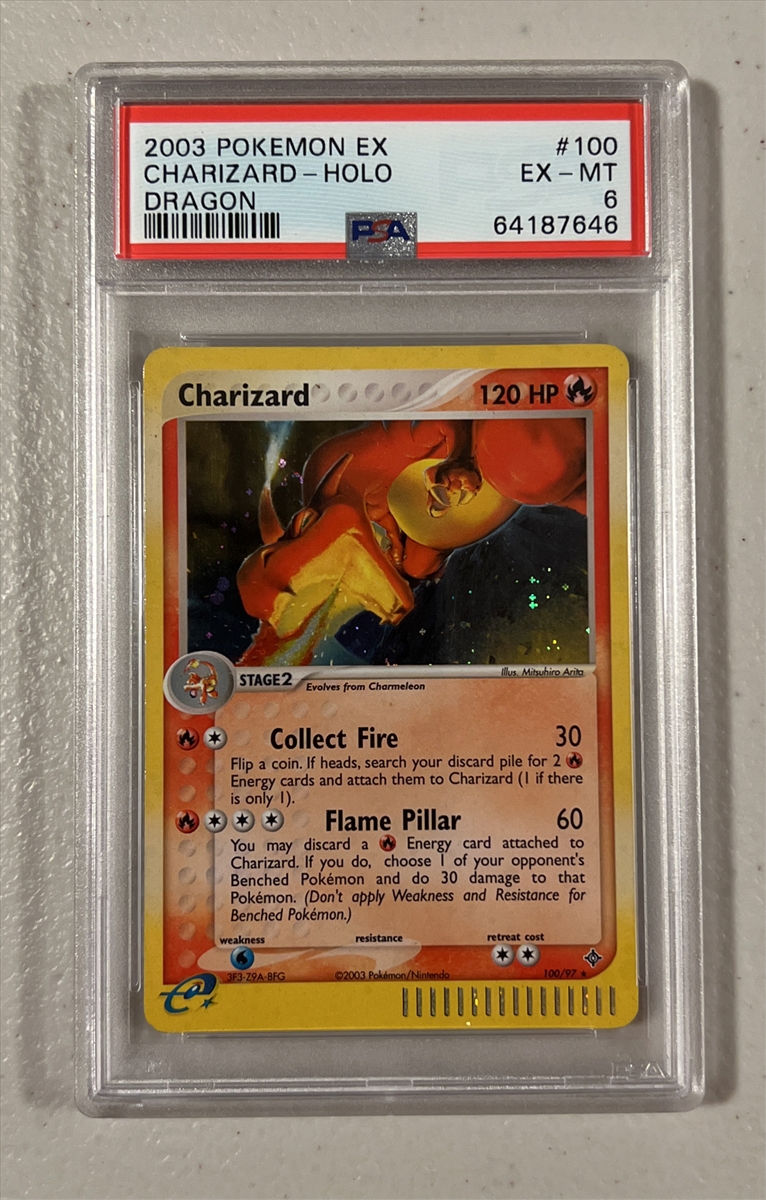 2003 POKEMON EX #100
CHARIZARD-HOLO EX-MT
DRAGON 6
PSA 64187646
Charizard 120 HP
Illus. Mitsuhiro Arita
STAGE 2
Evolves from Charmeleon
Collect Fire 30
Flip a coin. If heads, search your discard pile for 2
Energy cards and attach them to Charizard (1 if there
is only 1).
Flame Pillar 60
You may discard a Energy card attached to
Charizard. If you do, choose 1 of your opponent's
Benched Pokémon and do 30 damage to that
Pokémon. (Don't apply Weakness and Resistance for
Benched Pokémon.)
weakness resistance retreat cost
3F3-Z9A-8FG ©2003 Pokémon/Nintendo 100/97 ★
e
PSA